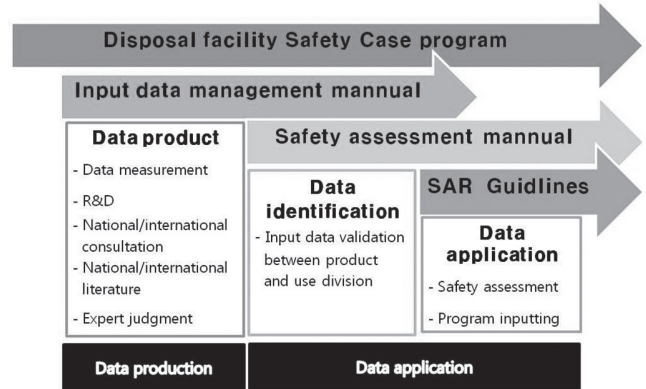 Disposal facility Safety Case program
Input data management mannual
Data product
- Data measurement
- R&D
- National/international
consultation
- National/international
literature
- Expert judgment
Safety assessment mannual
Data
identification
- Input data validation
between product
and use division
SAR Guidlines
Data
application
- Safety assessment
- Program inputting
Data production
Data application